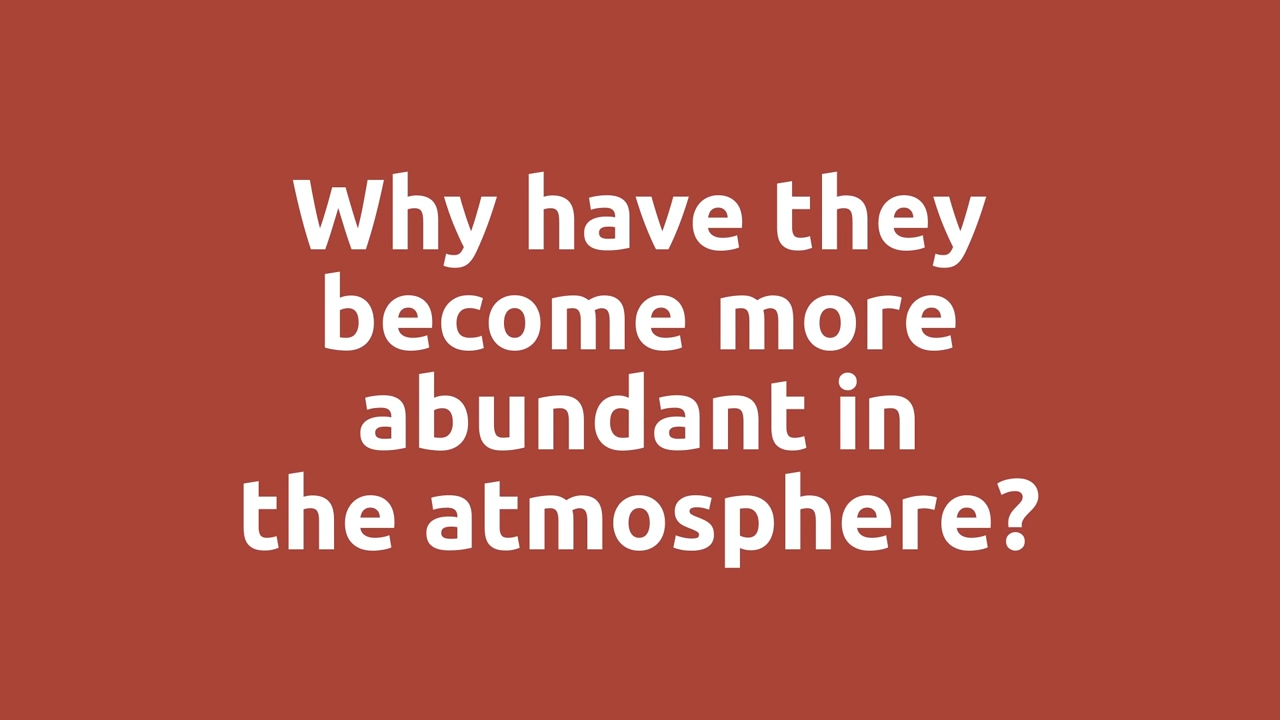 Why have they
become more
abundant in
the atmosphere?